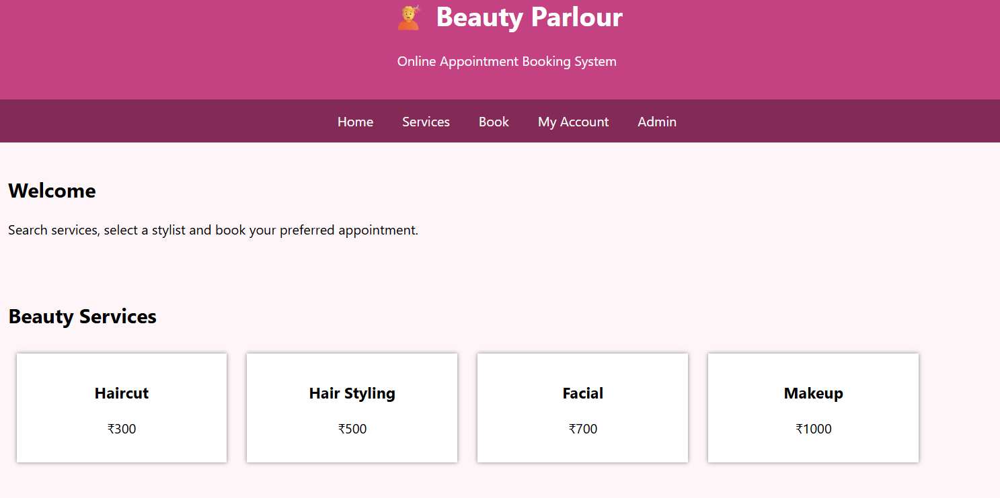 Beauty Parlour
Online Appointment Booking System
Home Services Book My Account Admin
Welcome
Search services, select a stylist and book your preferred appointment.
Beauty Services
Haircut Hair Styling Facial Makeup
₹300 ₹500 ₹700 ₹1000